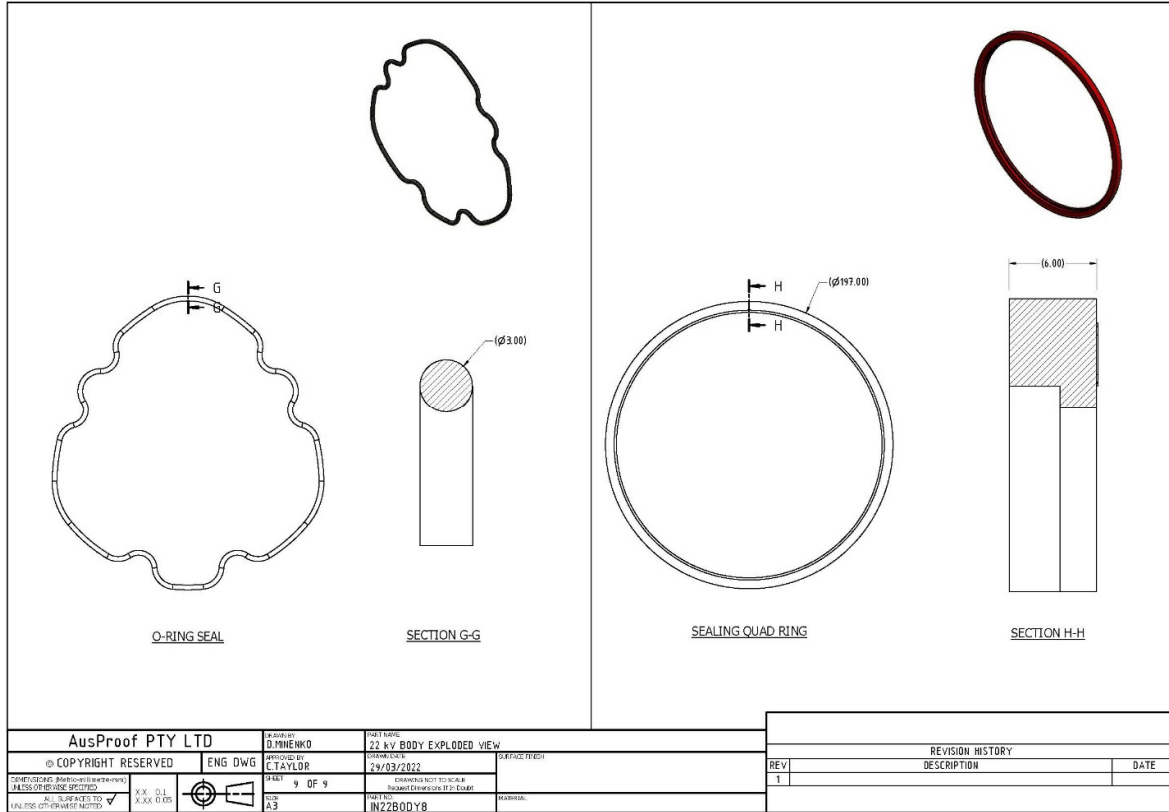 G
G
(Ø3.00)
O-RING SEAL
SECTION G-G
H
H
(Ø197.00)
(6.00)
SEALING QUAD RING
SECTION H-H
AusProof PTY LTD
© COPYRIGHT RESERVED
ENG DWG
DIMENSIONS (Metric-millimetre-mm)
UNLESS OTHERWISE SPECIFIED
ALL SURFACES TO
UNLESS OTHERWISE NOTED
X.X 0.1
X.XX 0.05
DRAWN BY
D.MINENKO
APPROVED BY
C.TAYLOR
SHEET
9 OF 9
SIZE
A3
PART NAME
22 kV BODY EXPLODED VIEW
DRAWN DATE
29/03/2022
DRAWING NOT TO SCALE
Request Dimensions If In Doubt
PART NO.
IN22BODY8
SURFACE FINISH
MATERIAL
REVISION HISTORY
REV DESCRIPTION DATE
1